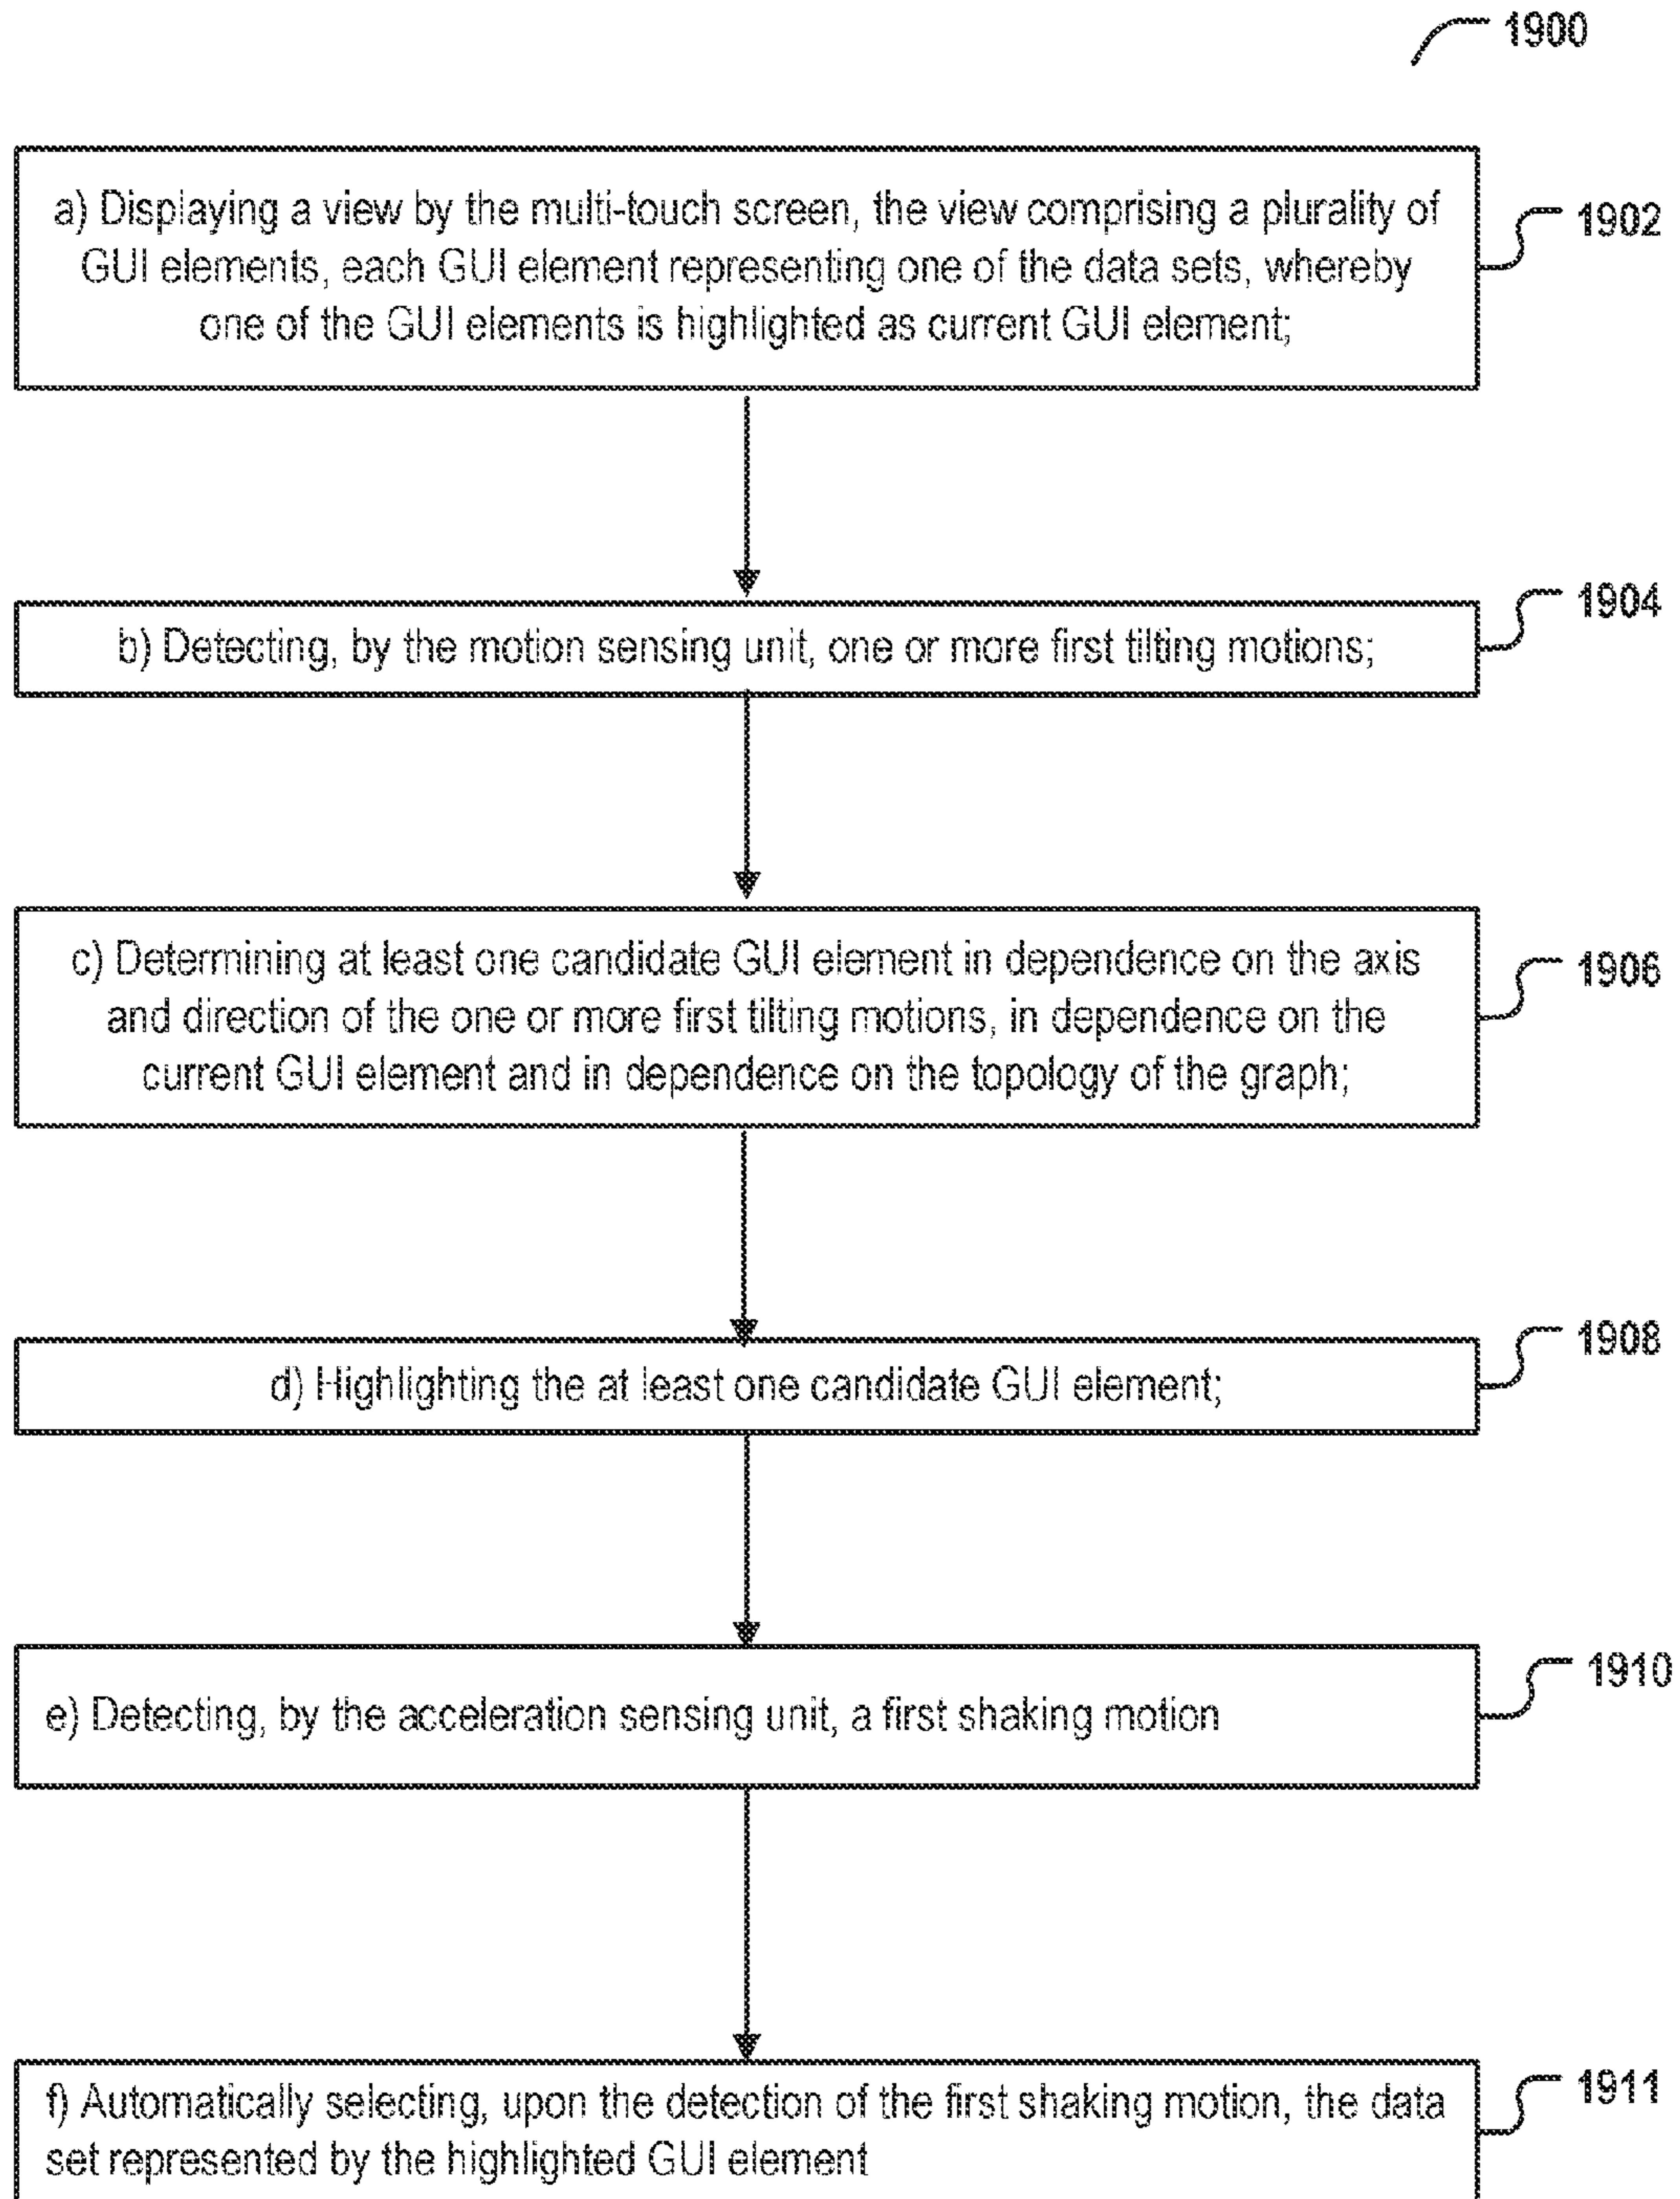 1900
a) Displaying a view by the multi-touch screen, the view comprising a plurality of
GUI elements, each GUI element representing one of the data sets, whereby
one of the GUI elements is highlighted as current GUI element;
1902
b) Detecting, by the motion sensing unit, one or more first tilting motions;
1904
c) Determining at least one candidate GUI element in dependence on the axis
and direction of the one or more first tilting motions, in dependence on the
current GUI element and in dependence on the topology of the graph;
1906
d) Highlighting the at least one candidate GUI element;
1908
e) Detecting, by the acceleration sensing unit, a first shaking motion
1910
f) Automatically selecting, upon the detection of the first shaking motion, the data
set represented by the highlighted GUI element
1911